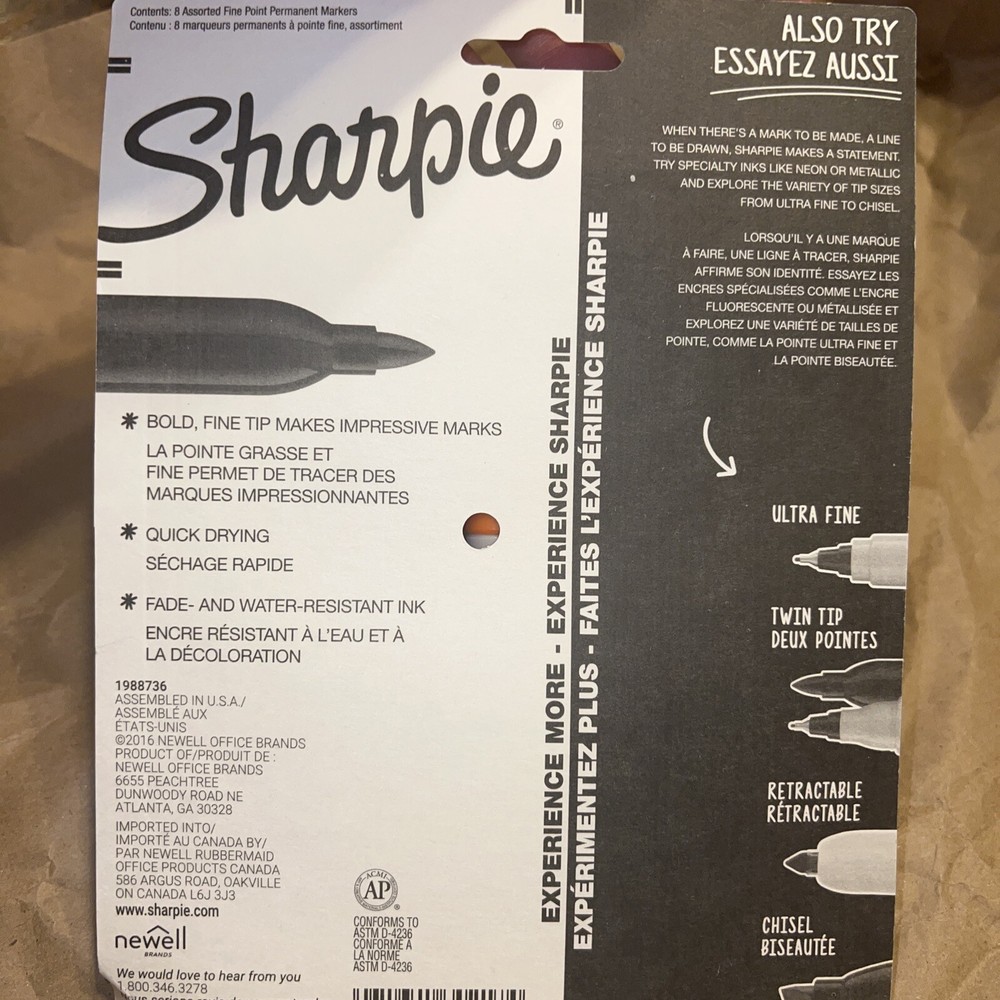 Contents: 8 Assorted Fine Point Permanent Markers
Contenu : 8 marqueurs permanents à pointe fine, assortiment
Sharpie®
✱ BOLD, FINE TIP MAKES IMPRESSIVE MARKS
LA POINTE GRASSE ET
FINE PERMET DE TRACER DES
MARQUES IMPRESSIONNANTES
✱ QUICK DRYING
SÉCHAGE RAPIDE
✱ FADE- AND WATER-RESISTANT INK
ENCRE RÉSISTANT À L'EAU ET À
LA DÉCOLORATION
1988736
ASSEMBLED IN U.S.A./
ASSEMBLÉ AUX
ÉTATS-UNIS
©2016 NEWELL OFFICE BRANDS
PRODUCT OF/PRODUIT DE :
NEWELL OFFICE BRANDS
6655 PEACHTREE
DUNWOODY ROAD NE
ATLANTA, GA 30328
IMPORTED INTO/
IMPORTÉ AU CANADA BY/
PAR NEWELL RUBBERMAID
OFFICE PRODUCTS CANADA
586 ARGUS ROAD, OAKVILLE
ON CANADA L6J 3J3
www.sharpie.com
newell
BRANDS
We would love to hear from you
1.800.346.3278
ACMI
AP
®
CONFORMS TO
ASTM D-4236
CONFORME À
LA NORME
ASTM D-4236
EXPERIENCE MORE - EXPERIENCE SHARPIE
EXPÉRIMENTEZ PLUS - FAITES L'EXPÉRIENCE SHARPIE
ALSO TRY
ESSAYEZ AUSSI
WHEN THERE'S A MARK TO BE MADE, A LINE
TO BE DRAWN, SHARPIE MAKES A STATEMENT.
TRY SPECIALTY INKS LIKE NEON OR METALLIC
AND EXPLORE THE VARIETY OF TIP SIZES
FROM ULTRA FINE TO CHISEL.
LORSQU'IL Y A UNE MARQUE
À FAIRE, UNE LIGNE À TRACER, SHARPIE
AFFIRME SON IDENTITÉ. ESSAYEZ LES
ENCRES SPÉCIALISÉES COMME L'ENCRE
FLUORESCENTE OU MÉTALLISÉE ET
EXPLOREZ UNE VARIÉTÉ DE TAILLES DE
POINTE, COMME LA POINTE ULTRA FINE ET
LA POINTE BISEAUTÉE.
ULTRA FINE
TWIN TIP
DEUX POINTES
RETRACTABLE
RÉTRACTABLE
CHISEL
BISEAUTÉE